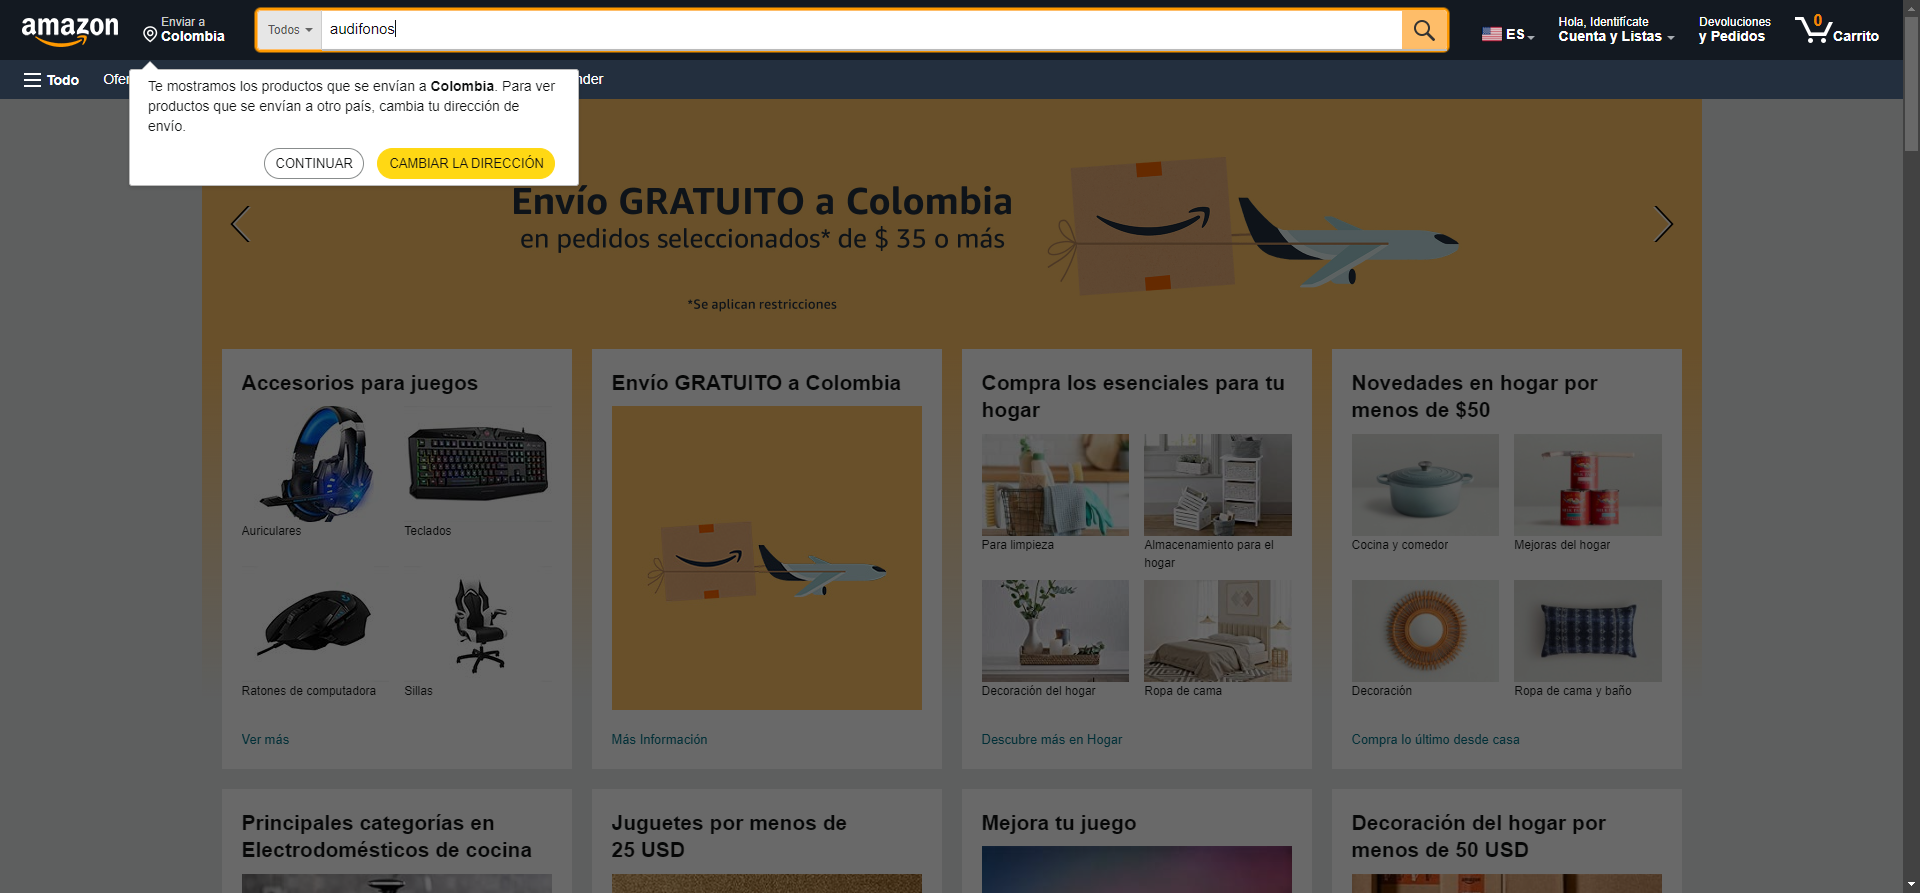 amazon
Enviar a
Colombia
Todos
audifonos
ES
Hola, Identifícate
Cuenta y Listas
Devoluciones
y Pedidos
0
Carrito
Todo
Ofer
nder
Te mostramos los productos que se envían a Colombia. Para ver
productos que se envían a otro país, cambia tu dirección de
envío.
CONTINUAR
CAMBIAR LA DIRECCIÓN
Envío GRATUITO a Colombia
en pedidos seleccionados* de $ 35 o más
*Se aplican restricciones
Accesorios para juegos
Auriculares
Teclados
Ratones de computadora
Sillas
Ver más
Envío GRATUITO a Colombia
Más Información
Compra los esenciales para tu
hogar
Para limpieza
Almacenamiento para el
hogar
Decoración del hogar
Ropa de cama
Descubre más en Hogar
Novedades en hogar por
menos de $50
Cocina y comedor
Mejoras del hogar
Decoración
Ropa de cama y baño
Compra lo último desde casa
Principales categorías en
Electrodomésticos de cocina
Juguetes por menos de
25 USD
Mejora tu juego
Decoración del hogar por
menos de 50 USD